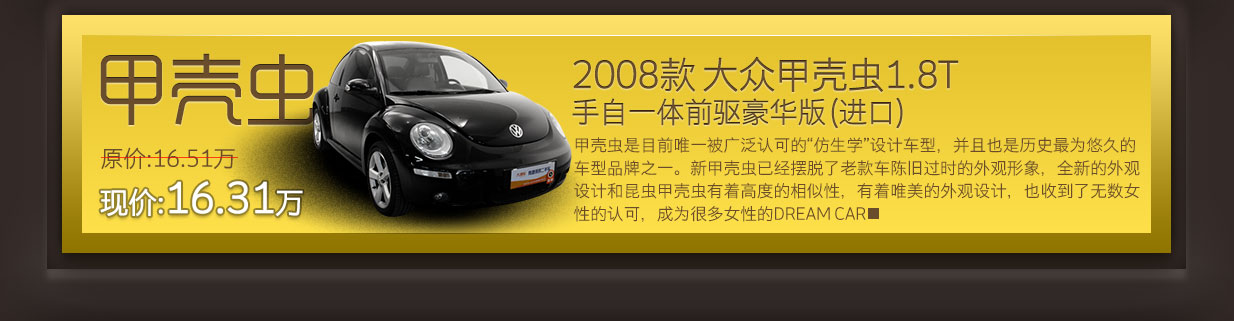 甲壳虫
原价:16.51万
现价:16.31万
2008款 大众甲壳虫1.8T
手自一体前驱豪华版(进口)
甲壳虫是目前唯一被广泛认可的“仿生学”设计车型，并且也是历史最为悠久的
车型品牌之一。新甲壳虫已经摆脱了老款车陈旧过时的外观形象，全新的外观
设计和昆虫甲壳虫有着高度的相似性，有着唯美的外观设计，也收到了无数女
性的认可，成为很多女性的DREAM CAR■